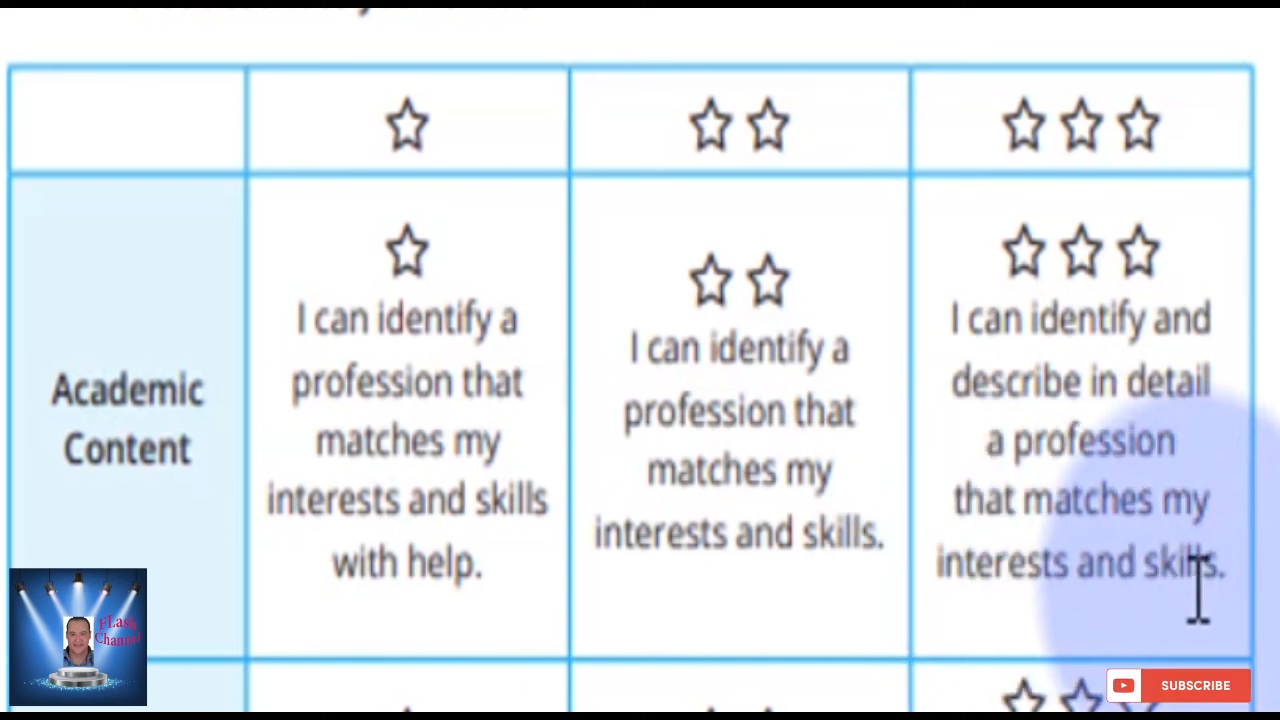 Academic
Content
I can identify a
profession that
matches my
interests and skills
with help.
I can identify a
profession that
matches my
interests and skills.
I can identify and
describe in detail
a profession
that matches my
interests and skills.
FLash
Channel
SUBSCRIBE